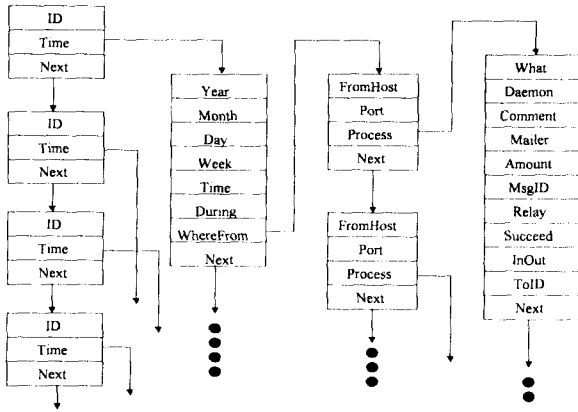 ID
Time
Next
ID
Time
Next
ID
Time
Next
ID
Time
Next
Year
Month
Day
Week
Time
During
WhereFrom
Next
FromHost
Port
Process
Next
FromHost
Port
Process
Next
What
Daemon
Comment
Mailer
Amount
MsgID
Relay
Succeed
InOut
ToID
Next